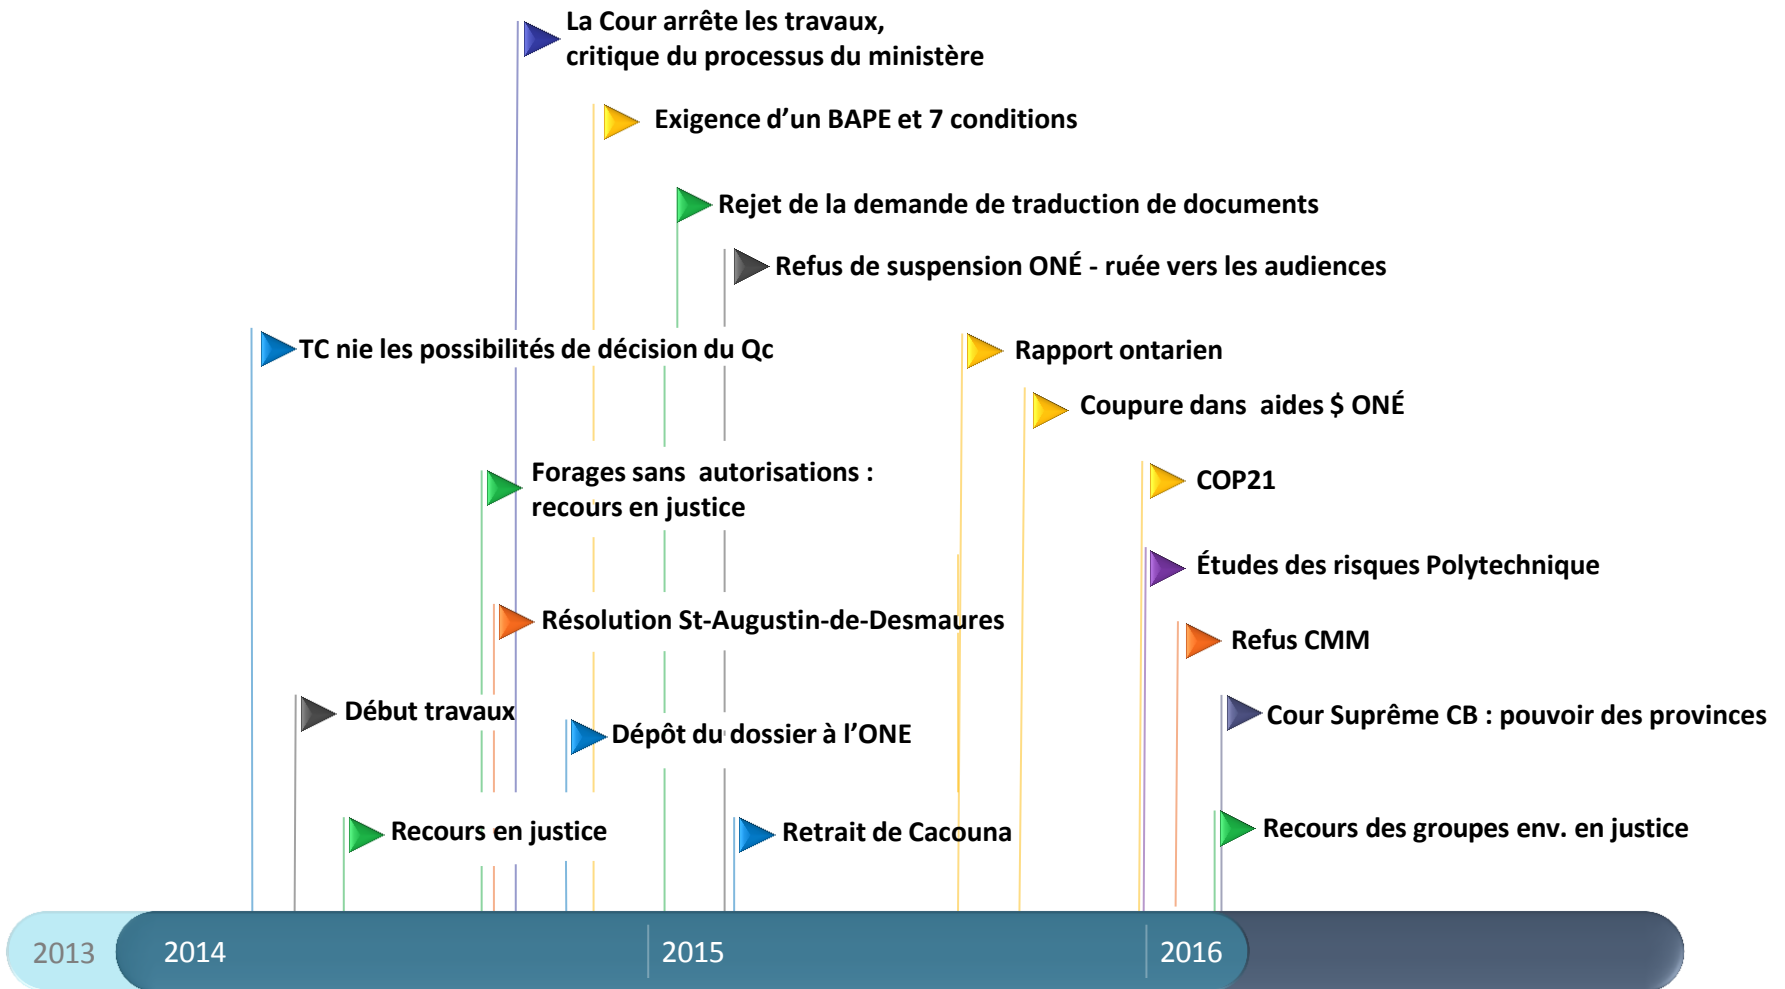 La Cour arrête les travaux,
critique du processus du ministère
Exigence d’un BAPE et 7 conditions
Rejet de la demande de traduction de documents
Refus de suspension ONÉ - ruée vers les audiences
TC nie les possibilités de décision du Qc
Rapport ontarien
Coupure dans  aides $ ONÉ
Forages sans  autorisations :
recours en justice
COP21
Études des risques Polytechnique
Résolution St-Augustin-de-Desmaures
Refus CMM
Début travaux
Dépôt du dossier à l’ONE
Cour Suprême CB : pouvoir des provinces
Recours en justice
Retrait de Cacouna
Recours des groupes env. en justice
2013
2014
2015
2016